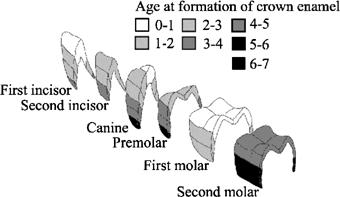 Age at formation of crown enamel
0-1 2-3 4-5
1-2 3-4 5-6
6-7
First incisor
Second incisor
Canine
Premolar
First molar
Second molar